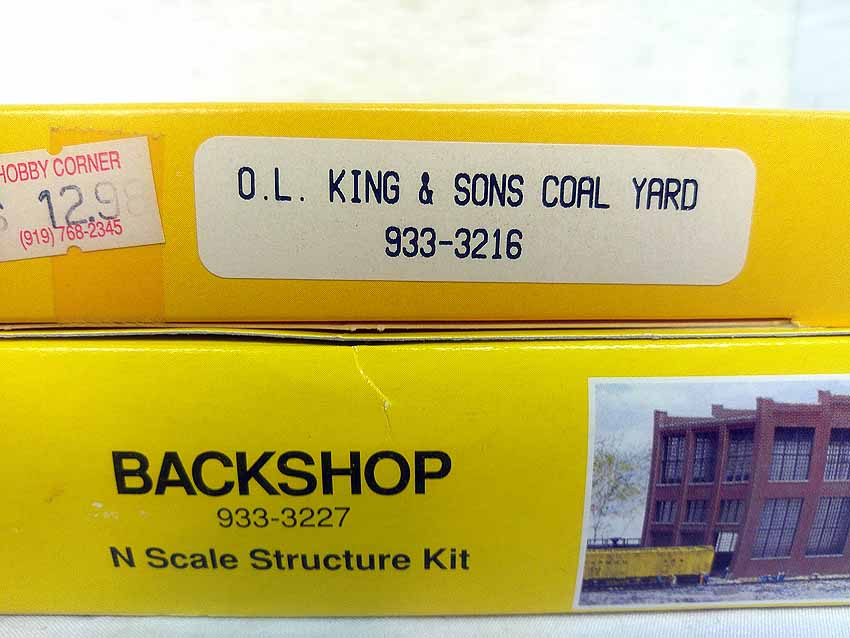 HOBBY CORNER
12.98
(919) 768-2345
O.L. KING & SONS COAL YARD
933-3216
BACKSHOP
933-3227
N Scale Structure Kit